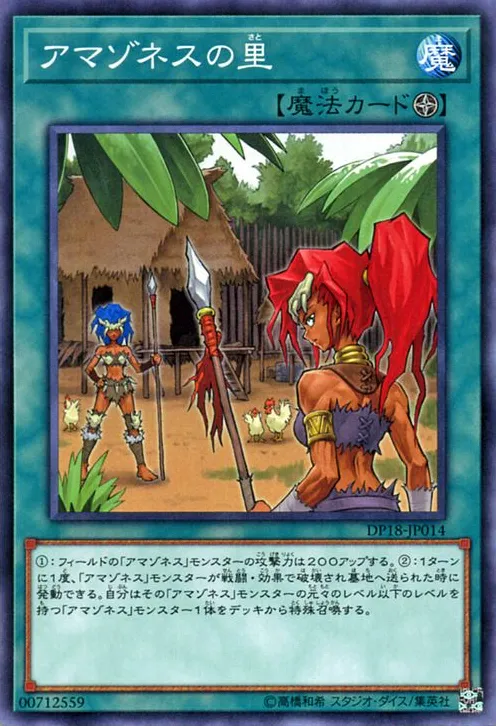 アマゾネスの里
さと
魔
【魔法カード】
まほう
DP18-JP014
①：フィールドの「アマゾネス」モンスターの攻撃力は２００アップする。②：1ターン
に1度、「アマゾネス」モンスターが戦闘・効果で破壊され墓地へ送られた時に
発動できる。自分はその「アマゾネス」モンスターの元々のレベル以下のレベルを
持つ「アマゾネス」モンスター1体をデッキから特殊召喚する。
00712559
©高橋和希 スタジオ・ダイス/集英社